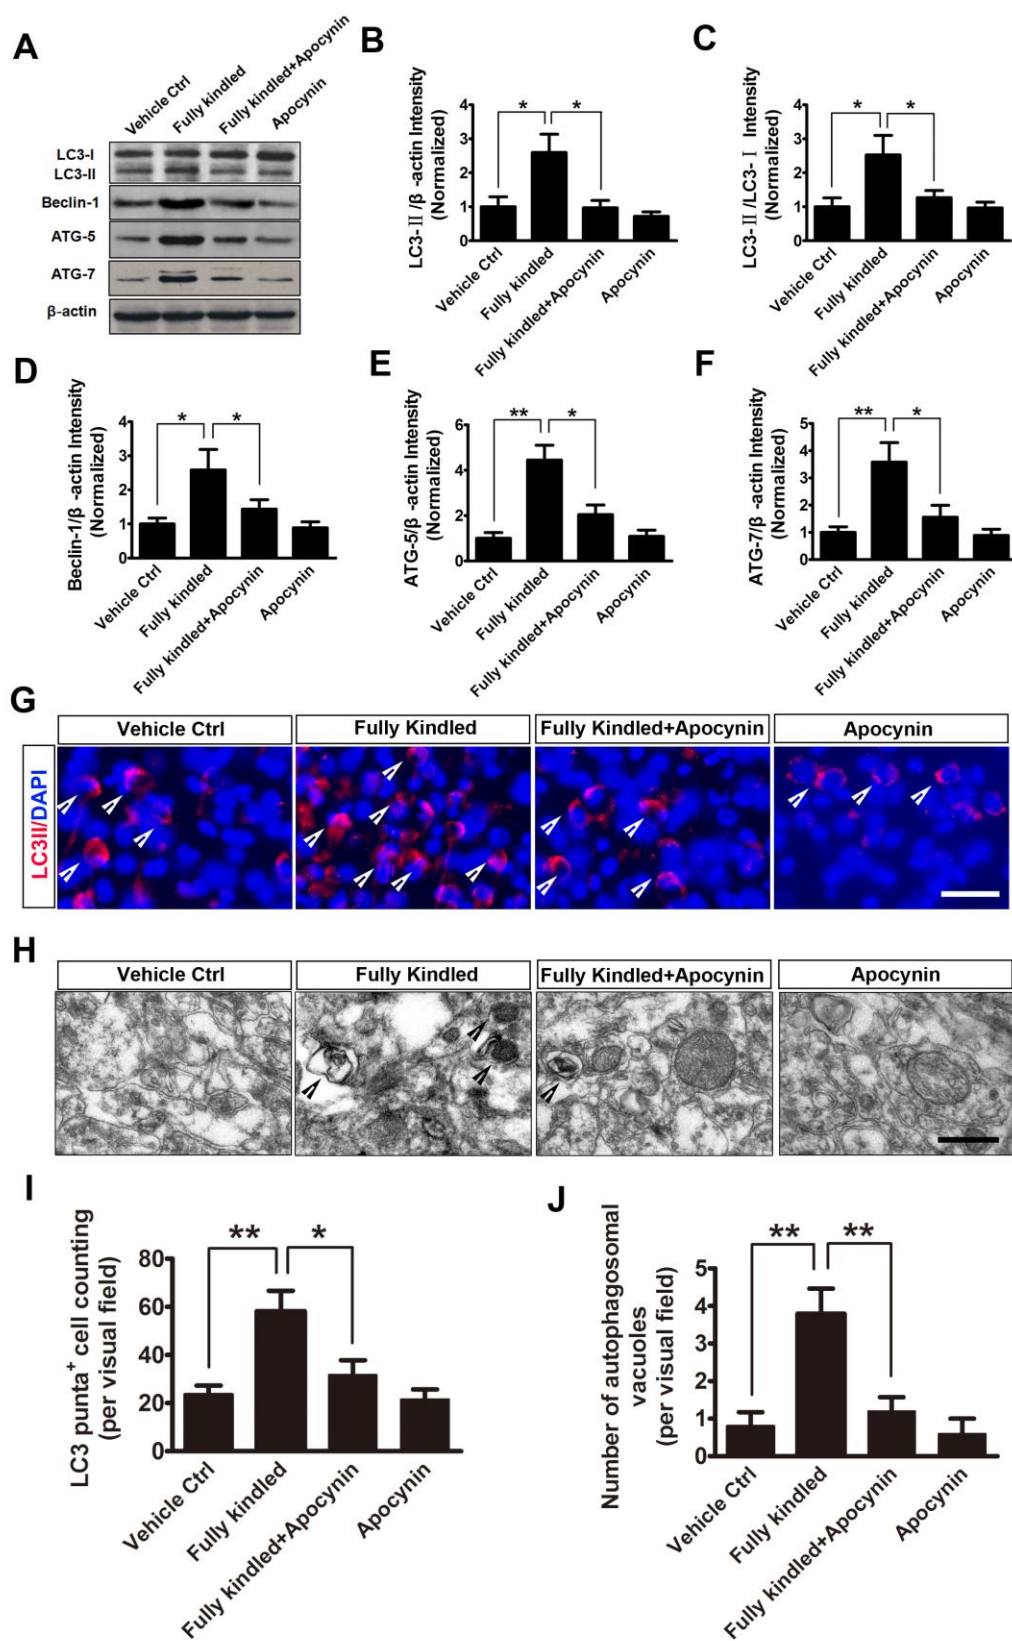 A
Vehicle Ctrl
Fully kindled
Fully kindled+Apocynin
Apocynin
LC3-I
LC3-II
Beclin-1
ATG-5
ATG-7
β-actin
B
LC3-II/β -actin Intensity
(Normalized)
4
3
2
1
0
*
*
Vehicle Ctrl
Fully kindled
Fully kindled+Apocynin
Apocynin
C
LC3-II/LC3-I Intensity
(Normalized)
4
3
2
1
0
*
*
Vehicle Ctrl
Fully kindled
Fully kindled+Apocynin
Apocynin
D
Beclin-1/β -actin Intensity
(Normalized)
4
3
2
1
0
*
*
Vehicle Ctrl
Fully kindled
Fully kindled+Apocynin
Apocynin
E
ATG-5/β -actin Intensity
(Normalized)
6
4
2
0
**
*
Vehicle Ctrl
Fully kindled
Fully kindled+Apocynin
Apocynin
F
ATG-7/β -actin Intensity
(Normalized)
5
4
3
2
1
0
**
*
Vehicle Ctrl
Fully kindled
Fully kindled+Apocynin
Apocynin
G
Vehicle Ctrl
Fully Kindled
Fully Kindled+Apocynin
Apocynin
LC3II/DAPI
H
Vehicle Ctrl
Fully Kindled
Fully Kindled+Apocynin
Apocynin
I
LC3 punta+ cell counting
(per visual field)
80
60
40
20
0
**
*
Vehicle Ctrl
Fully kindled
Fully kindled+Apocynin
Apocynin
J
Number of autophagosomal
vacuoles
(per visual field)
5
4
3
2
1
0
**
**
Vehicle Ctrl
Fully kindled
Fully kindled+Apocynin
Apocynin